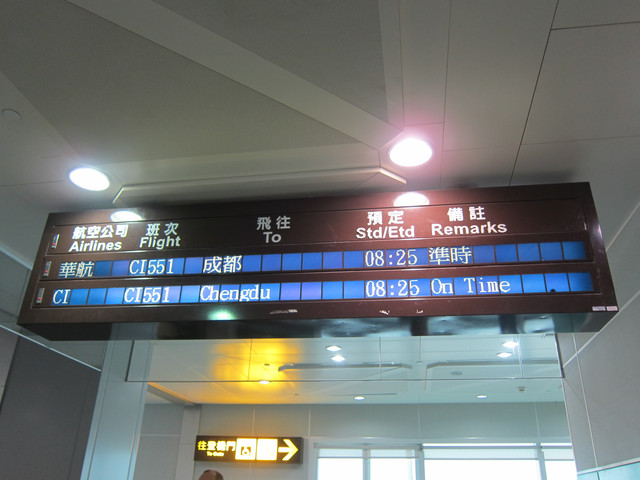 航空公司 班次 飛往 預定 備註
Airlines Flight To Std/Etd Remarks
華航 CI551 成都 08:25 準時
CI CI551 Chengdu 08:25 On Time
往登機門
To Gate